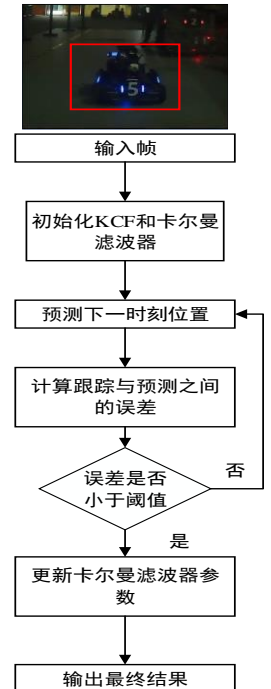 5
输入帧
初始化KCF和卡尔曼
滤波器
预测下一时刻位置
计算跟踪与预测之间
的误差
误差是否
小于阈值
否
是
更新卡尔曼滤波器参
数
输出最终结果